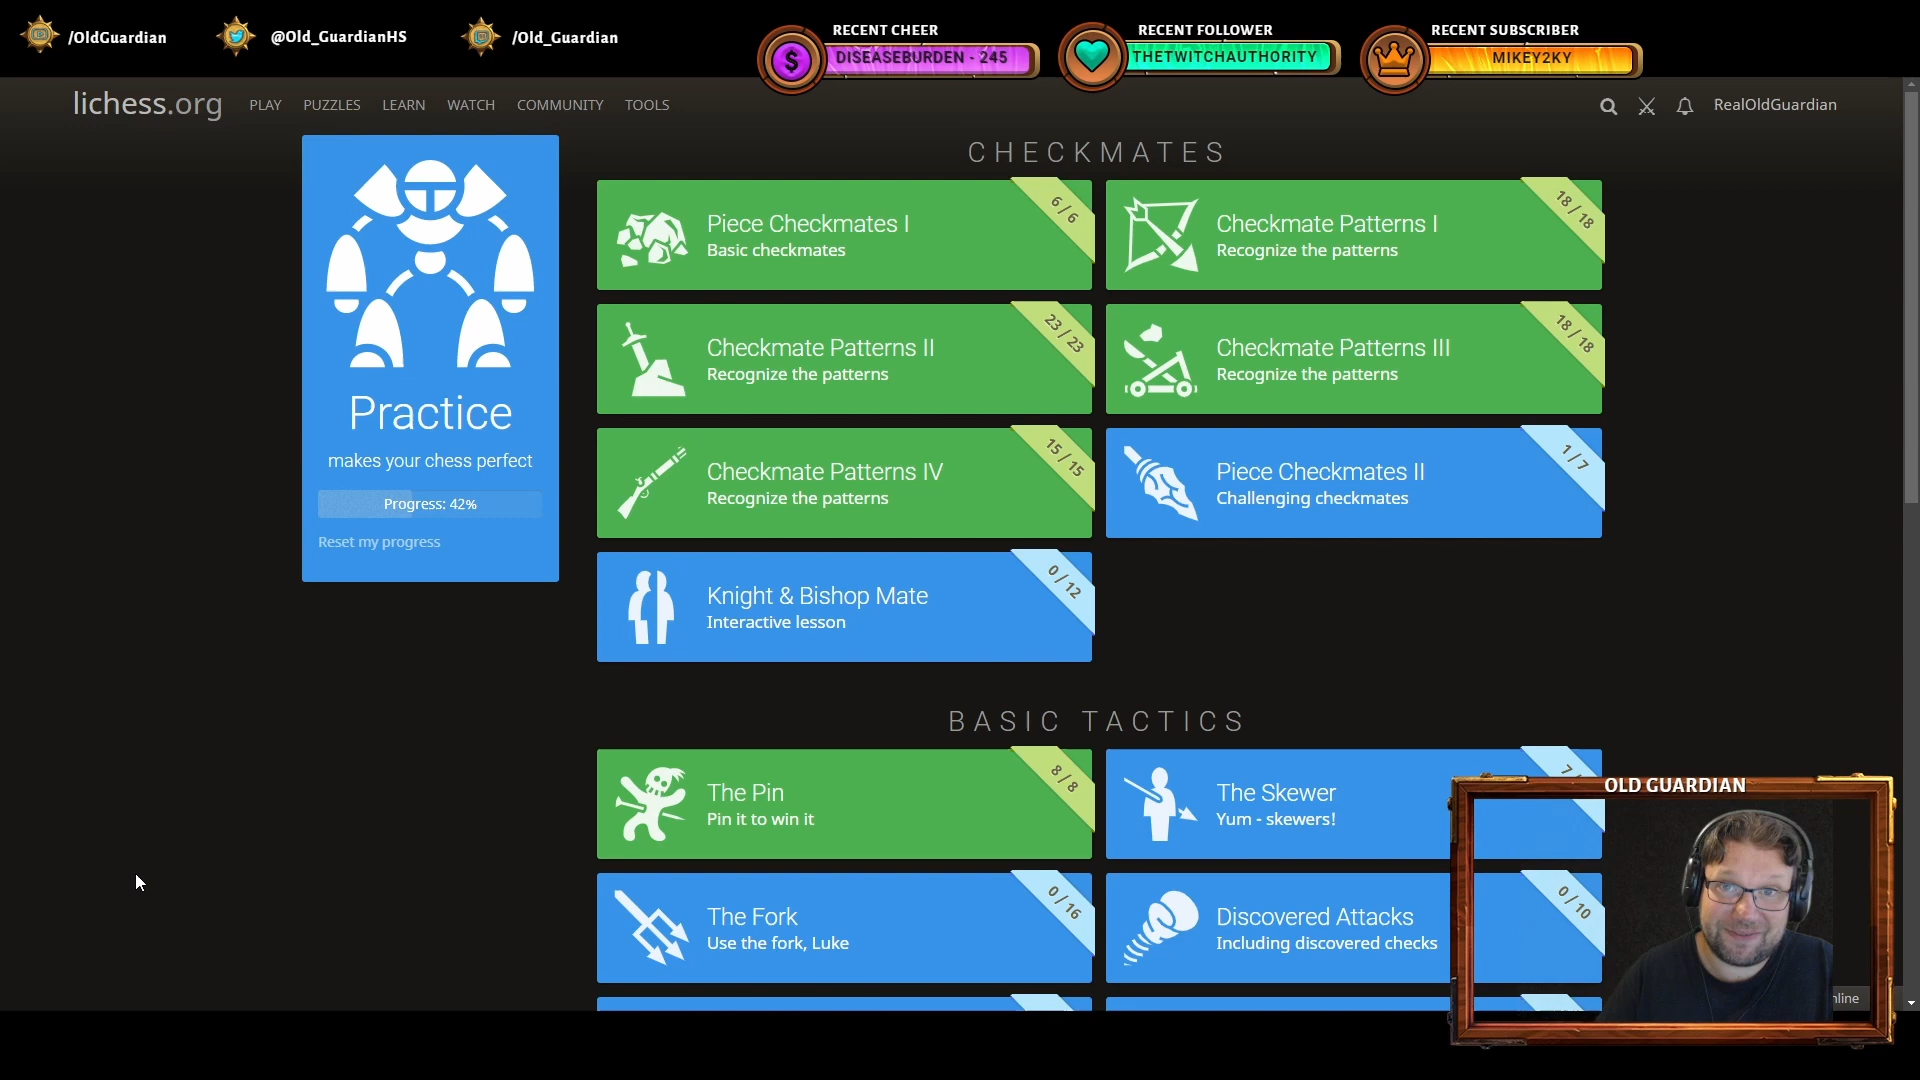 /OldGuardian
@Old_GuardianHS
/Old_Guardian
RECENT CHEER
DISEASEBURDEN - 245
RECENT FOLLOWER
THETWITCHAUTHORITY
RECENT SUBSCRIBER
MIKEY2KY
lichess.org
PLAY
PUZZLES
LEARN
WATCH
COMMUNITY
TOOLS
RealOldGuardian
Practice
makes your chess perfect
Progress: 42%
Reset my progress
CHECKMATES
Piece Checkmates I
Basic checkmates
6 / 6
Checkmate Patterns I
Recognize the patterns
18 / 18
Checkmate Patterns II
Recognize the patterns
23 / 23
Checkmate Patterns III
Recognize the patterns
18 / 18
Checkmate Patterns IV
Recognize the patterns
15 / 15
Piece Checkmates II
Challenging checkmates
1 / 7
Knight & Bishop Mate
Interactive lesson
0 / 12
BASIC TACTICS
The Pin
Pin it to win it
8 / 8
The Skewer
Yum - skewers!
7 /
The Fork
Use the fork, Luke
0 / 16
Discovered Attacks
Including discovered checks
0 / 10
OLD GUARDIAN